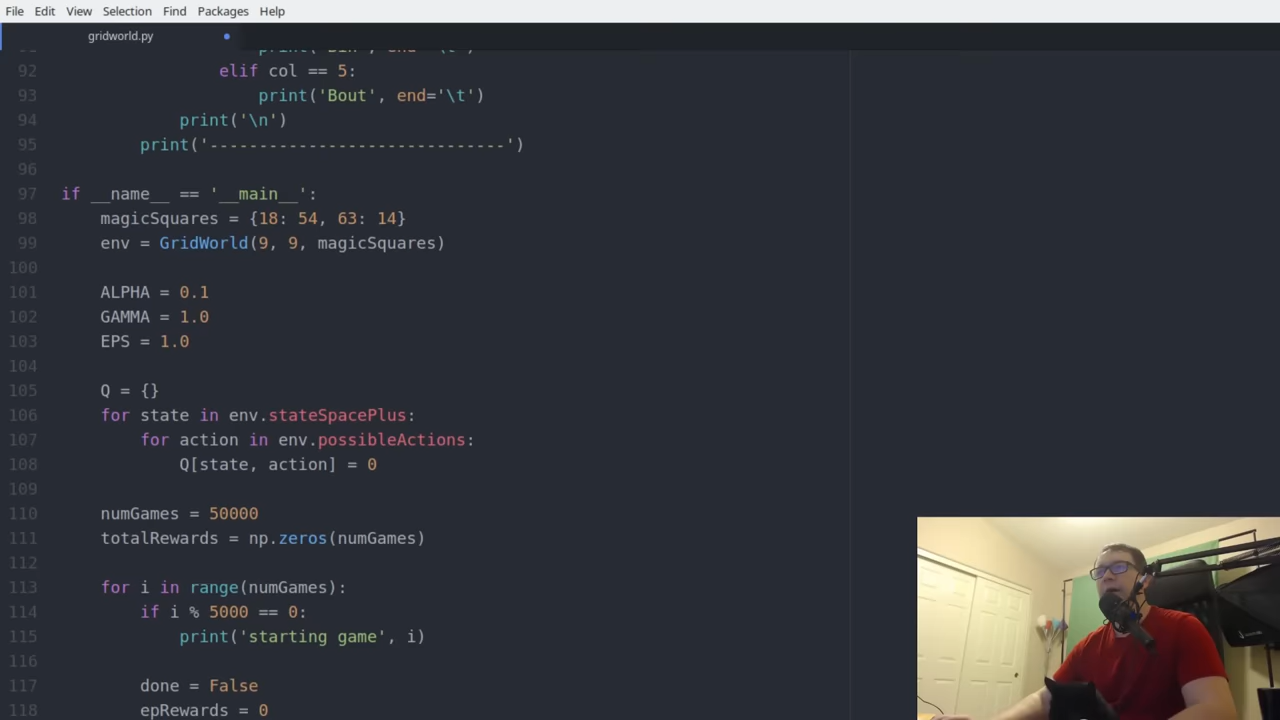 File Edit View Selection Find Packages Help
gridworld.py
92 elif col == 5:
93 print('Bout', end='\t')
94 print('\n')
95 print('------------------------------')
96
97 if __name__ == '__main__':
98 magicSquares = {18: 54, 63: 14}
99 env = GridWorld(9, 9, magicSquares)
100
101 ALPHA = 0.1
102 GAMMA = 1.0
103 EPS = 1.0
104
105 Q = {}
106 for state in env.stateSpacePlus:
107 for action in env.possibleActions:
108 Q[state, action] = 0
109
110 numGames = 50000
111 totalRewards = np.zeros(numGames)
112
113 for i in range(numGames):
114 if i % 5000 == 0:
115 print('starting game', i)
116
117 done = False
118 epRewards = 0